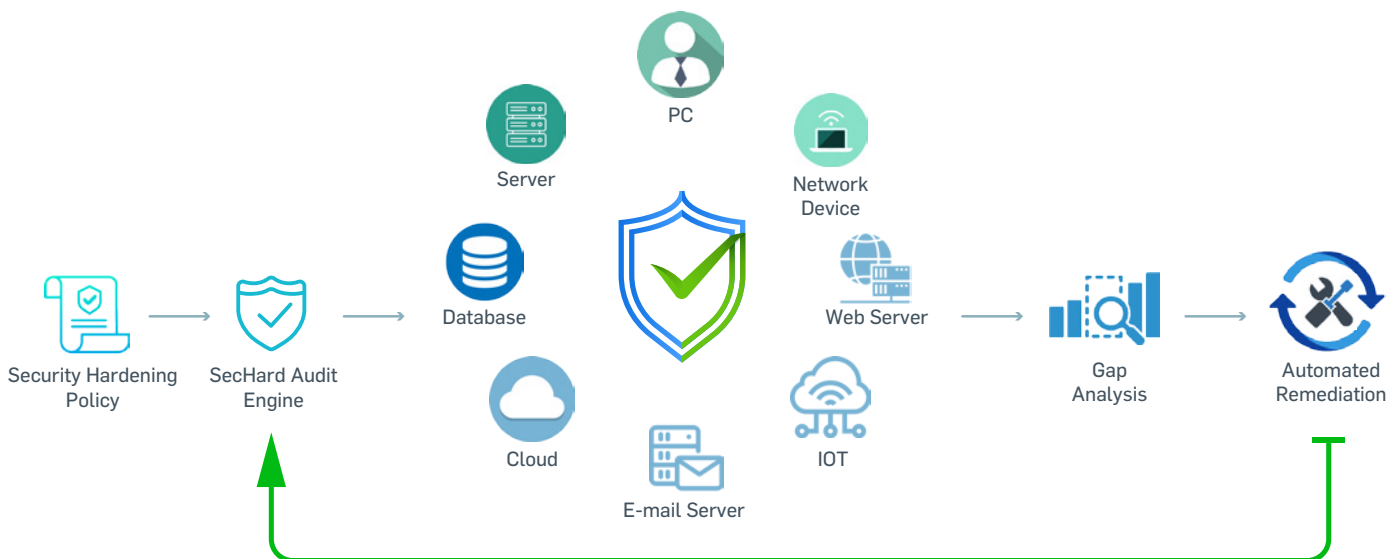 PC
Server
Network
Device
Database
Web Server
Security Hardening
Policy
SecHard Audit
Engine
Gap
Analysis
Automated
Remediation
Cloud
IOT
E-mail Server